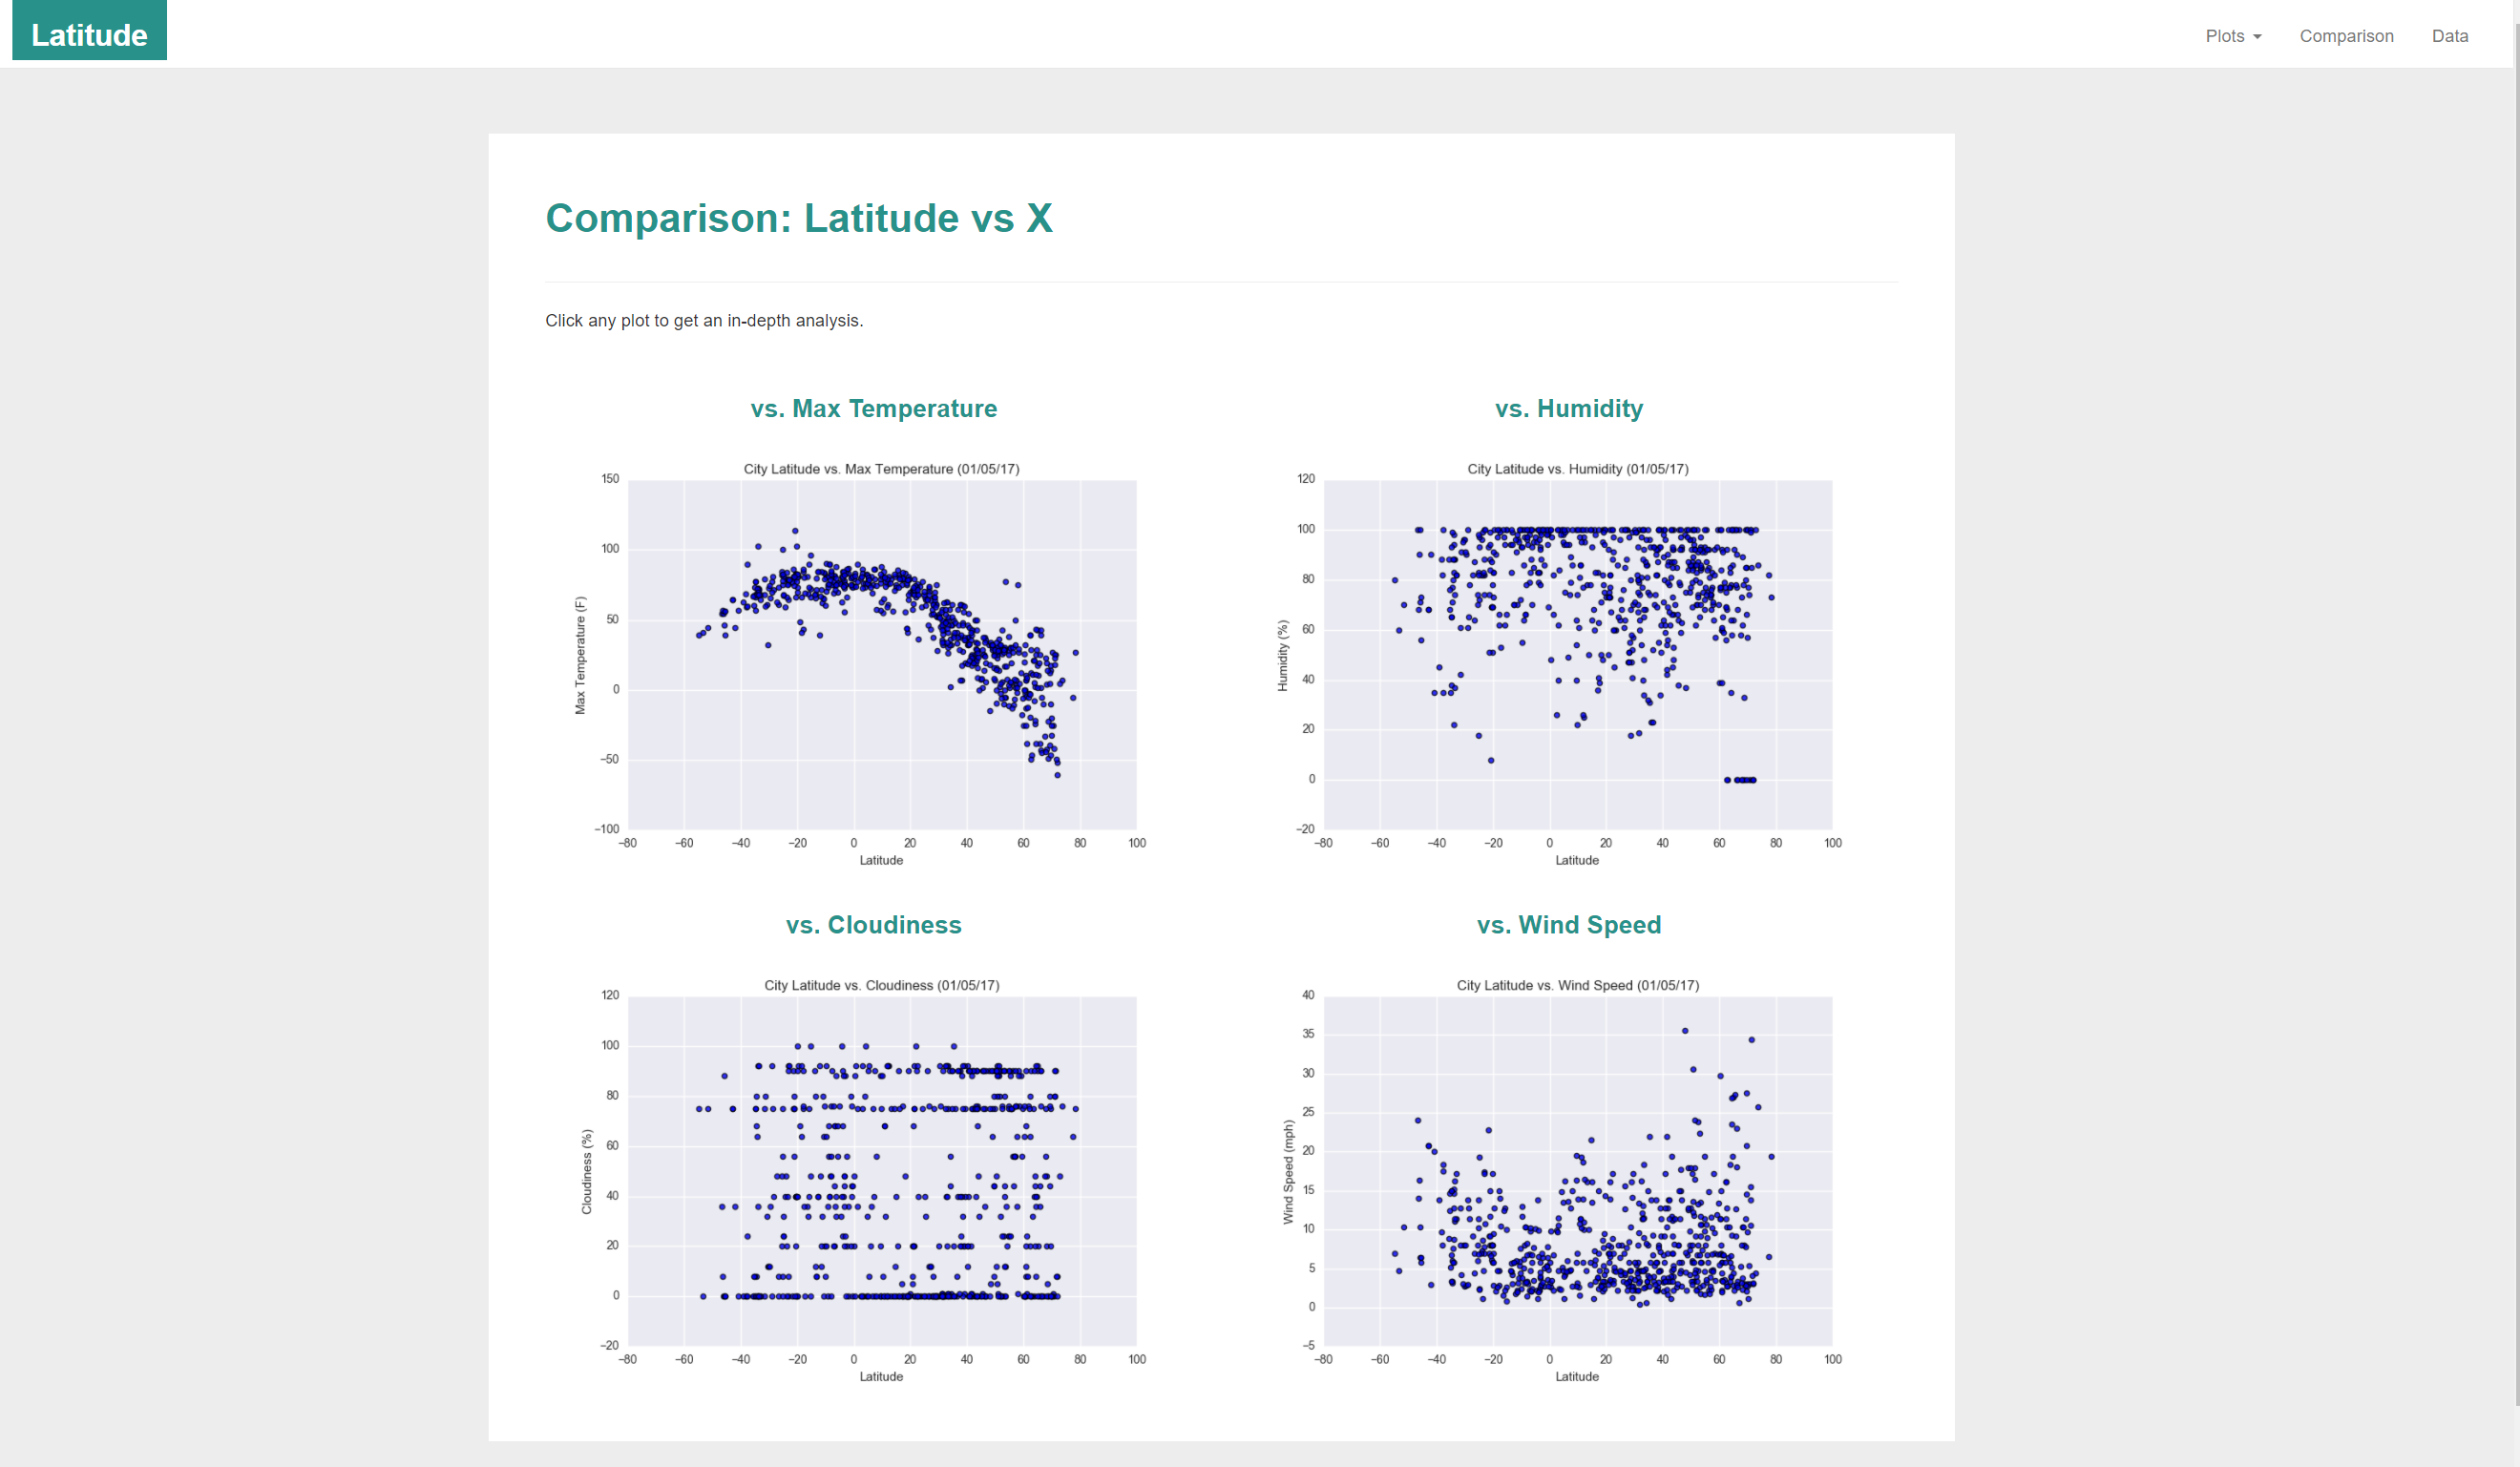 Latitude
Plots Comparison Data
Comparison: Latitude vs X
Click any plot to get an in-depth analysis.
vs. Max Temperature
City Latitude vs. Max Temperature (01/05/17)
150
100
50
0
−50
−100
Max Temperature (F)
−80 −60 −40 −20 0 20 40 60 80 100
Latitude
vs. Humidity
City Latitude vs. Humidity (01/05/17)
120
100
80
60
40
20
0
−20
Humidity (%)
−80 −60 −40 −20 0 20 40 60 80 100
Latitude
vs. Cloudiness
City Latitude vs. Cloudiness (01/05/17)
120
100
80
60
40
20
0
−20
Cloudiness (%)
−80 −60 −40 −20 0 20 40 60 80 100
Latitude
vs. Wind Speed
City Latitude vs. Wind Speed (01/05/17)
40
35
30
25
20
15
10
5
0
−5
Wind Speed (mph)
−80 −60 −40 −20 0 20 40 60 80 100
Latitude